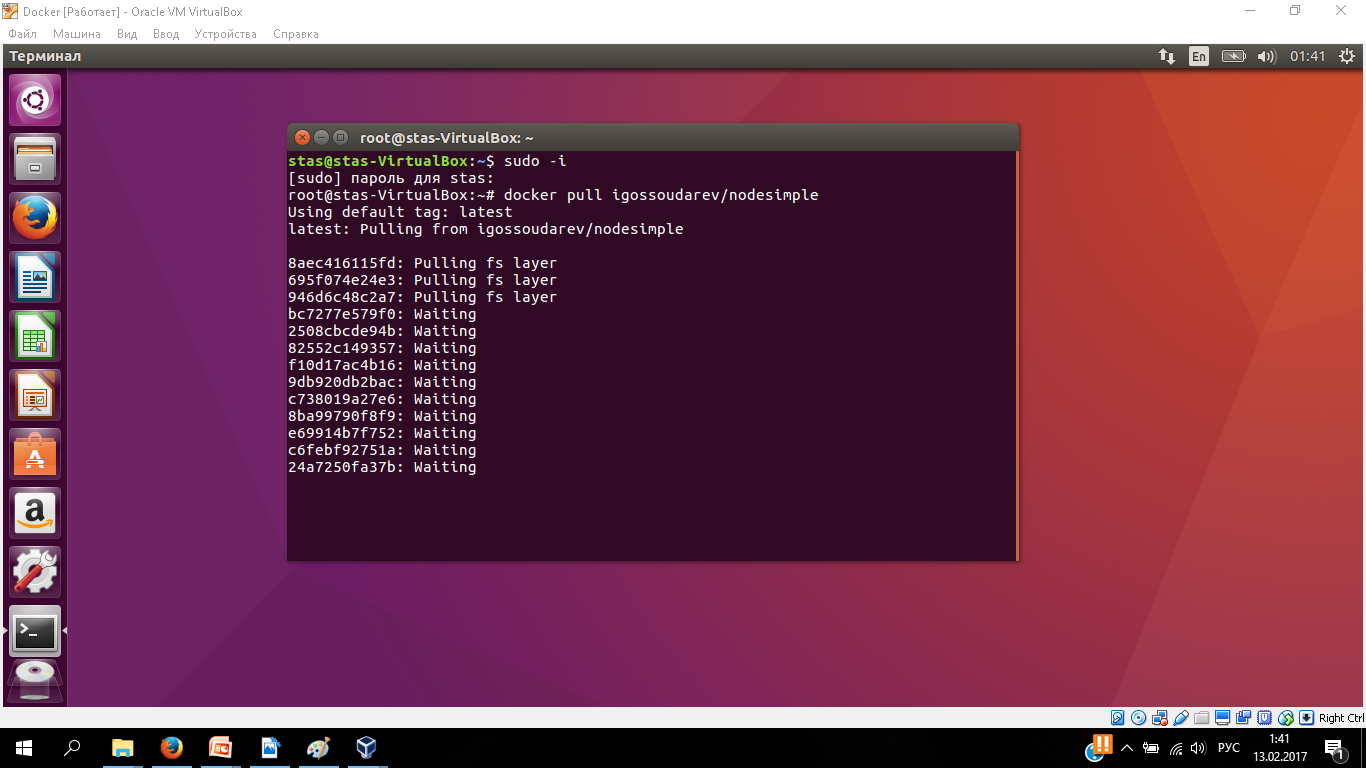 Docker [Работает] - Oracle VM VirtualBox
Файл Машина Вид Ввод Устройства Справка
Терминал En 01:41
root@stas-VirtualBox: ~
stas@stas-VirtualBox:~$ sudo -i
[sudo] пароль для stas:
root@stas-VirtualBox:~# docker pull igossoudarev/nodesimple
Using default tag: latest
latest: Pulling from igossoudarev/nodesimple
8aec416115fd: Pulling fs layer
695f074e24e3: Pulling fs layer
946d6c48c2a7: Pulling fs layer
bc7277e579f0: Waiting
2508cbcde94b: Waiting
82552c149357: Waiting
f10d17ac4b16: Waiting
9db920db2bac: Waiting
c738019a27e6: Waiting
8ba99790f8f9: Waiting
e69914b7f752: Waiting
c6febf92751a: Waiting
24a7250fa37b: Waiting
Right Ctrl
РУС
1:41
13.02.2017
1